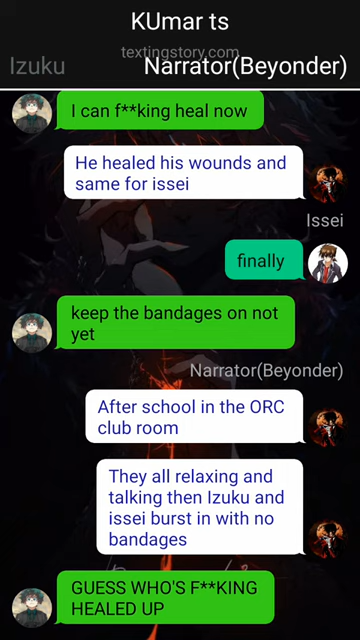 KUmar ts
textingstory.com
Izuku
Narrator(Beyonder)
I can f**king heal now
He healed his wounds and
same for issei
Issei
finally
keep the bandages on not
yet
Narrator(Beyonder)
After school in the ORC
club room
They all relaxing and
talking then Izuku and
issei burst in with no
bandages
GUESS WHO'S F**KING
HEALED UP